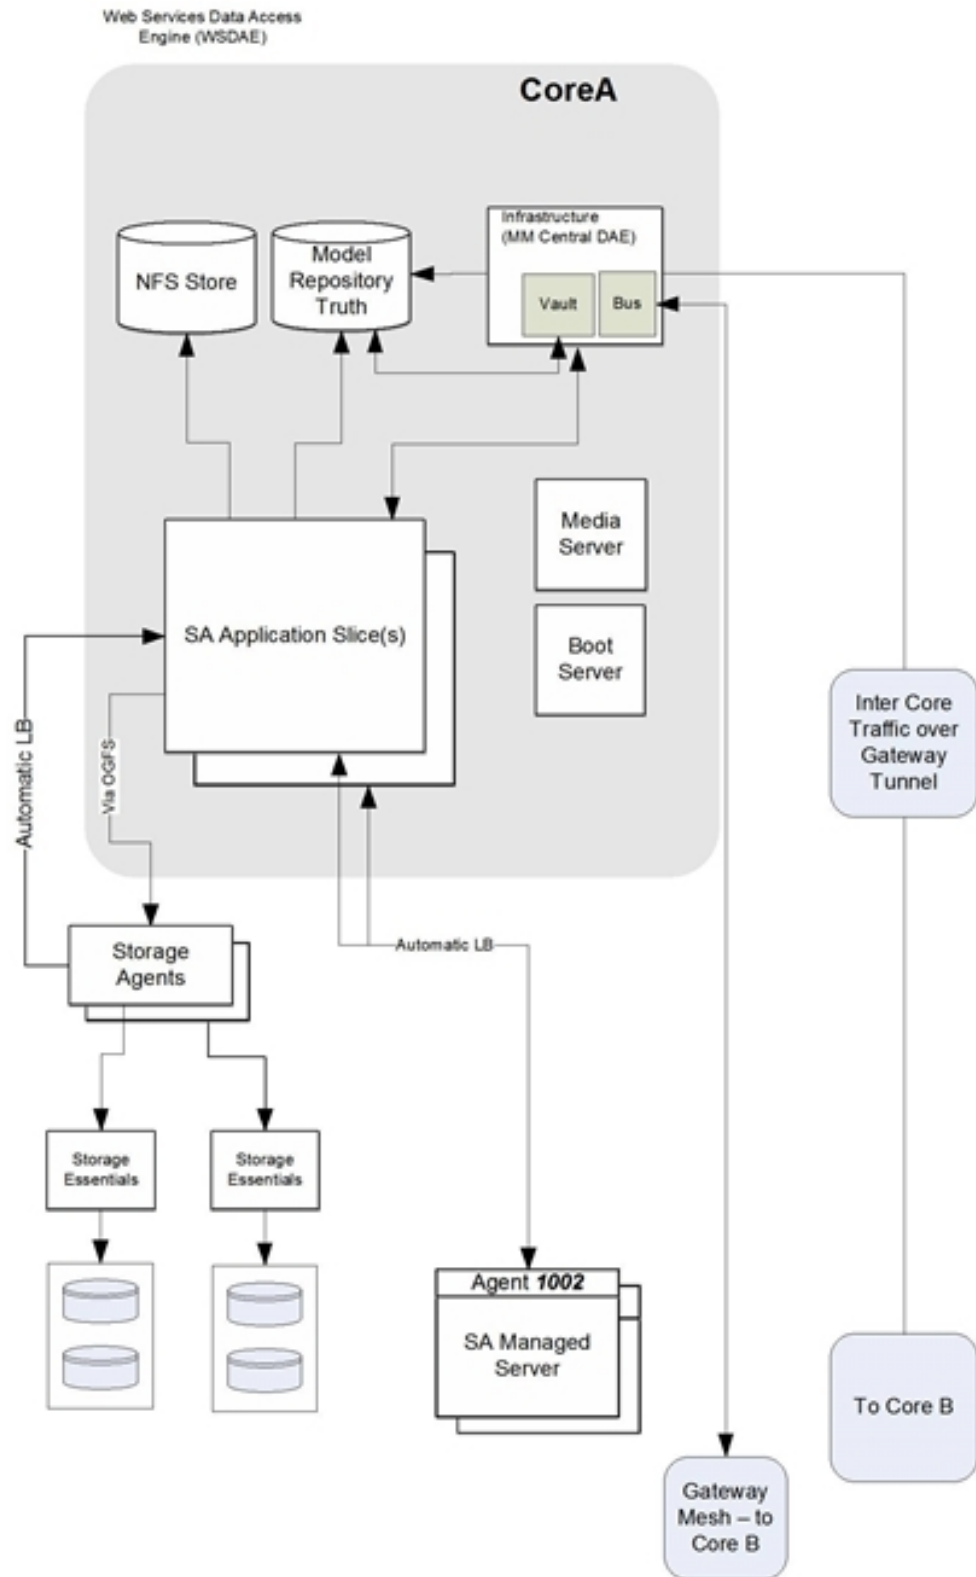 Web Services Data Access
Engine (WSDAE)
CoreA
Infrastructure
(MM Central DAE)
NFS Store
Model
Repository
Truth
Vault
Bus
Media
Server
SA Application Slice(s)
Boot
Server
Inter Core
Traffic over
Gateway
Tunnel
Automatic LB
Via OGFS
Automatic LB
Storage
Agents
Storage
Essentials
Storage
Essentials
Agent 1002
SA Managed
Server
To Core B
Gateway
Mesh – to
Core B